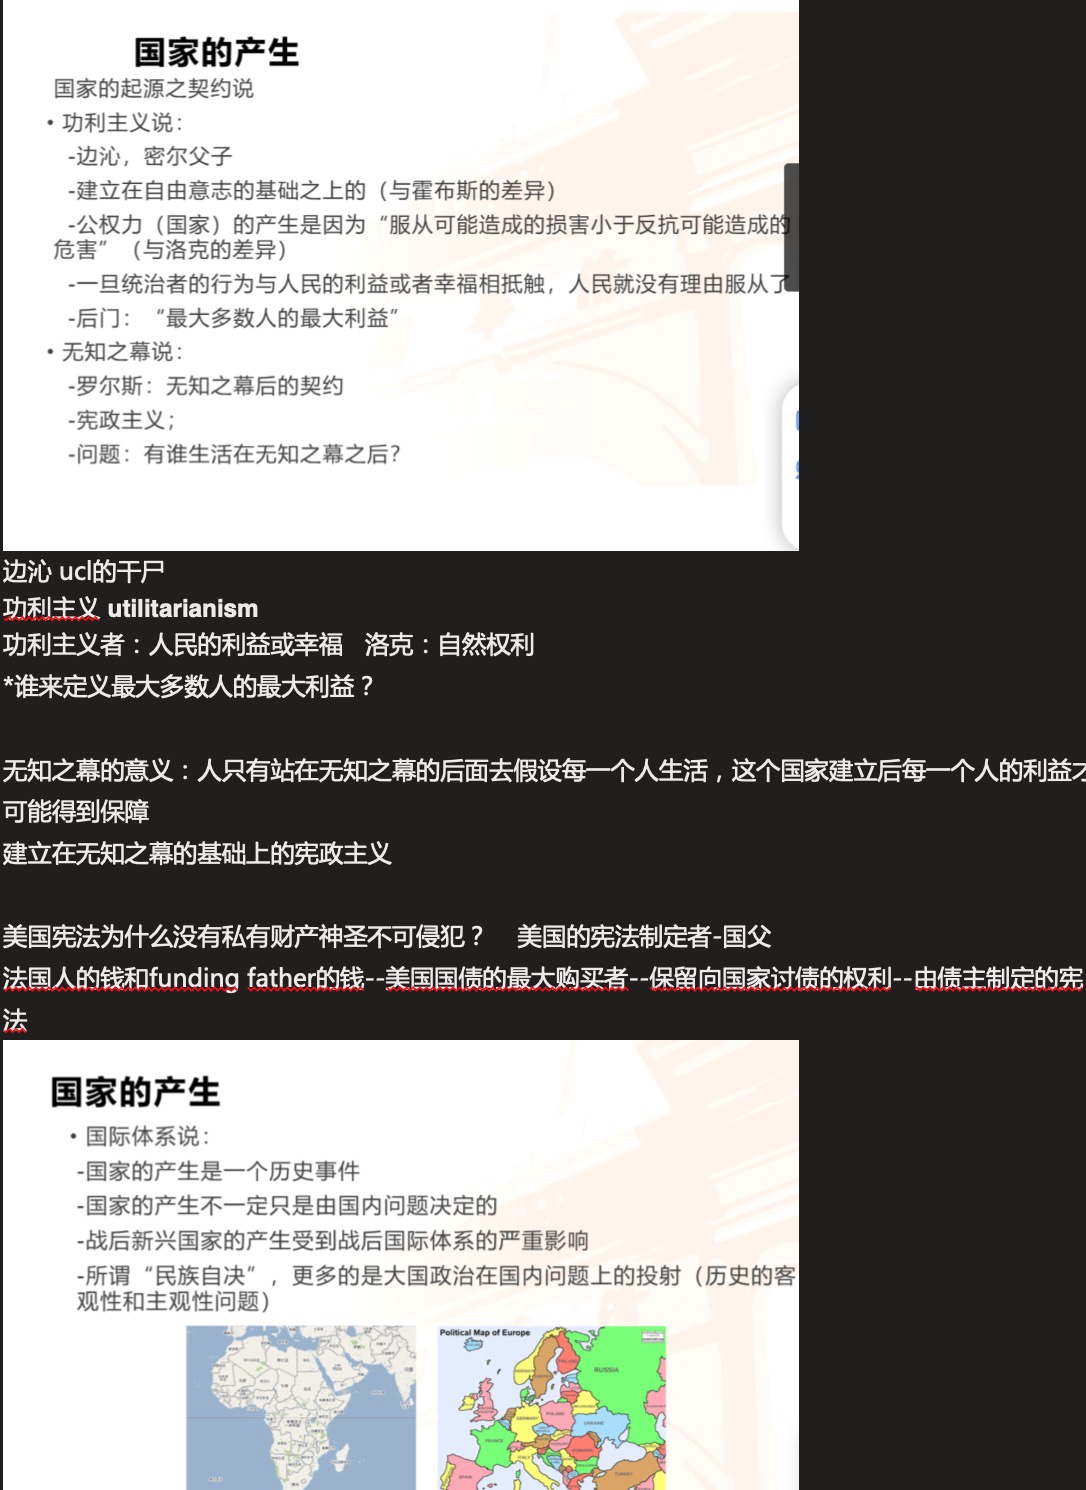 国家的产生
国家的起源之契约说
• 功利主义说：
-边沁，密尔父子
-建立在自由意志的基础之上的（与霍布斯的差异）
-公权力（国家）的产生是因为“服从可能造成的损害小于反抗可能造成的
危害”（与洛克的差异）
-一旦统治者的行为与人民的利益或者幸福相抵触，人民就没有理由服从了
-后门：“最大多数人的最大利益”
• 无知之幕说：
-罗尔斯：无知之幕后的契约
-宪政主义；
-问题：有谁生活在无知之幕之后？
边沁 ucl的干尸
功利主义 utilitarianism
功利主义者：人民的利益或幸福 洛克：自然权利
*谁来定义最大多数人的最大利益？
无知之幕的意义：人只有站在无知之幕的后面去假设每一个人生活，这个国家建立后每一个人的利益才
可能得到保障
建立在无知之幕的基础上的宪政主义
美国宪法为什么没有私有财产神圣不可侵犯？ 美国的宪法制定者-国父
法国人的钱和funding father的钱--美国国债的最大购买者--保留向国家讨债的权利--由债主制定的宪
法
国家的产生
• 国际体系说：
-国家的产生是一个历史事件
-国家的产生不一定只是由国内问题决定的
-战后新兴国家的产生受到战后国际体系的严重影响
-所谓“民族自决”，更多的是大国政治在国内问题上的投射（历史的客
观性和主观性问题）
Political Map of Europe
RUSSIA
POLAND
GERMANY
UKRAINE
FRANCE
ROMANIA
ITALY
SPAIN
TURKEY